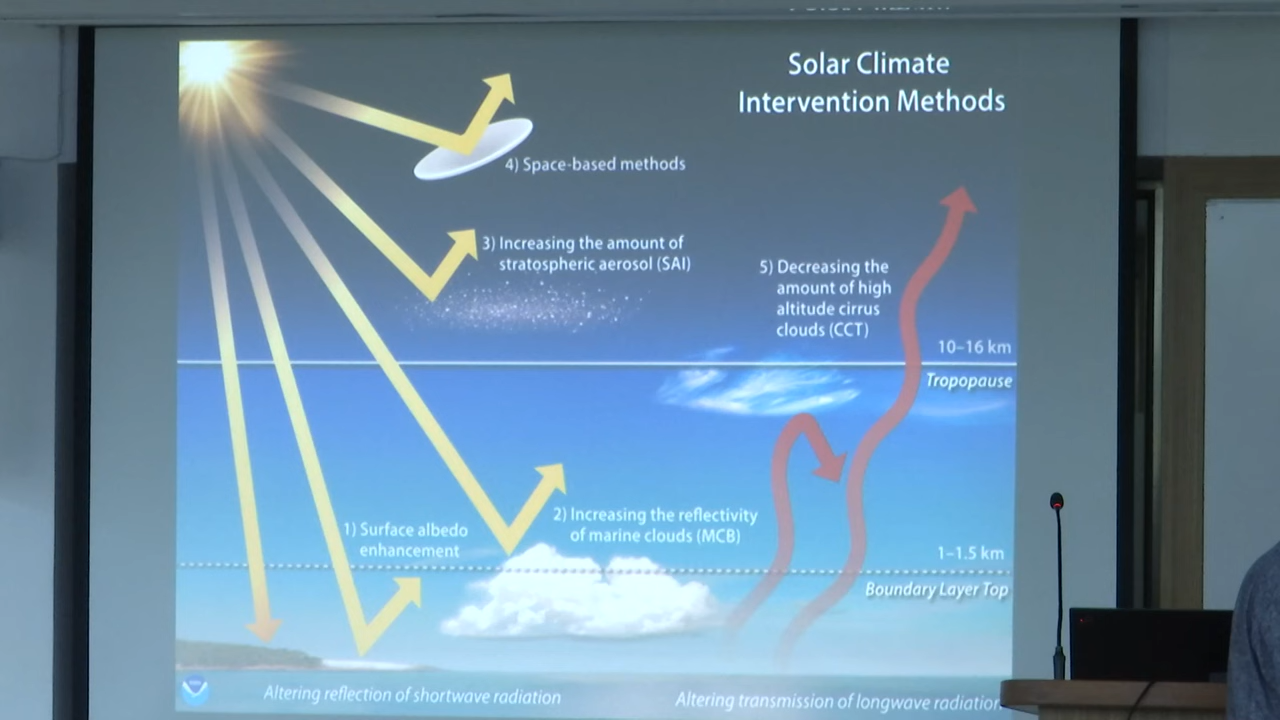 Solar Climate
Intervention Methods
4) Space-based methods
3) Increasing the amount of
stratospheric aerosol (SAI)
5) Decreasing the
amount of high
altitude cirrus
clouds (CCT)
10–16 km
Tropopause
2) Increasing the reflectivity
of marine clouds (MCB)
1) Surface albedo
enhancement
1–1.5 km
Boundary Layer Top
Altering reflection of shortwave radiation
Altering transmission of longwave radiation